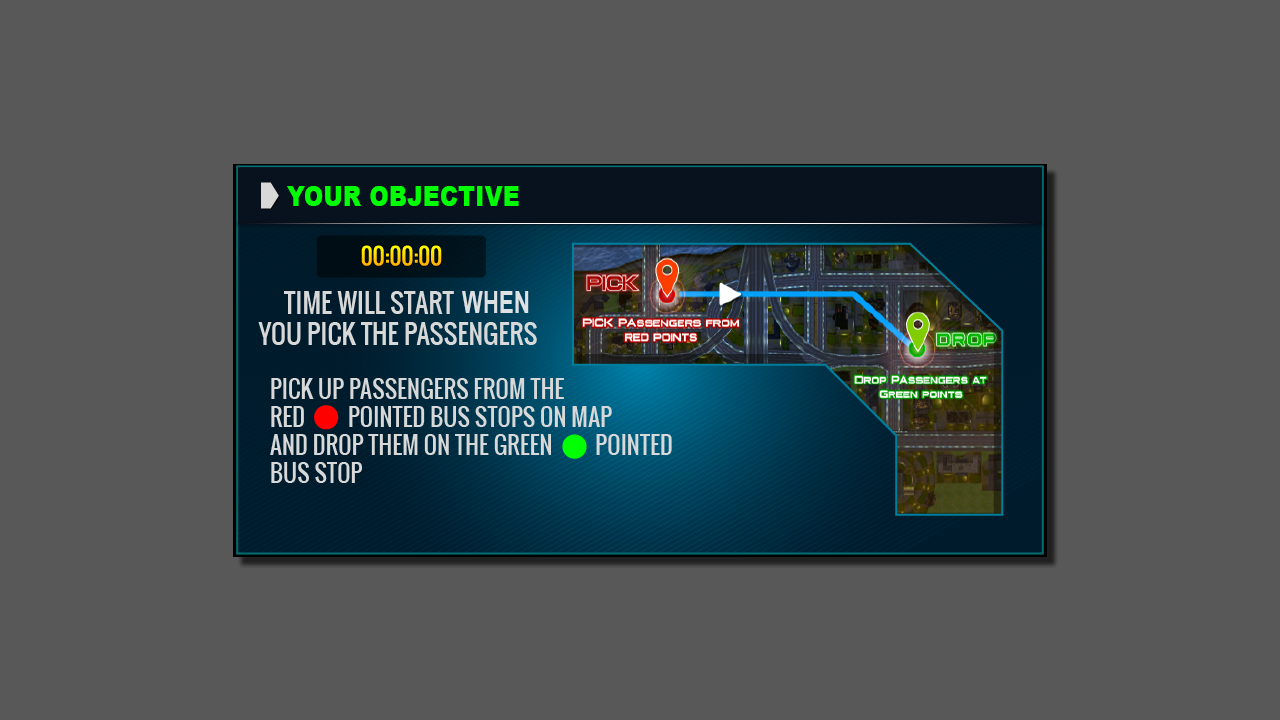 YOUR OBJECTIVE
00:00:00
TIME WILL START WHEN
YOU PICK THE PASSENGERS
PICK UP PASSENGERS FROM THE
RED POINTED BUS STOPS ON MAP
AND DROP THEM ON THE GREEN POINTED
BUS STOP
PICK
PICK PASSENGERS FROM
RED POINTS
DROP
DROP PASSENGERS AT
GREEN POINTS